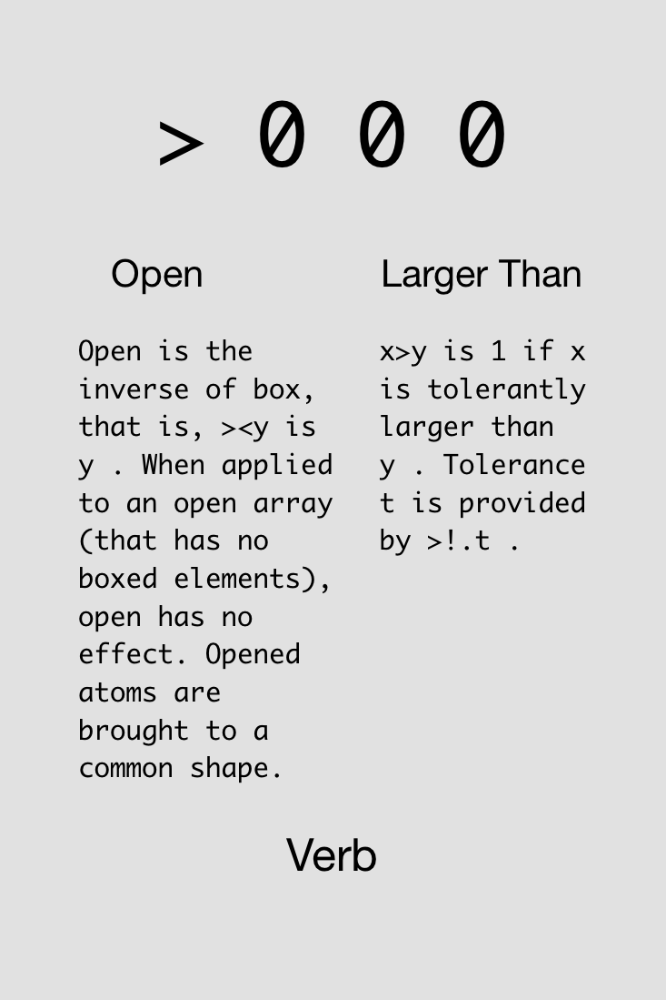 > 0 0 0
Open
Open is the
inverse of box,
that is, ><y is
y . When applied
to an open array
(that has no
boxed elements),
open has no
effect. Opened
atoms are
brought to a
common shape.
Larger Than
x>y is 1 if x
is tolerantly
larger than
y . Tolerance
t is provided
by >!.t .
Verb